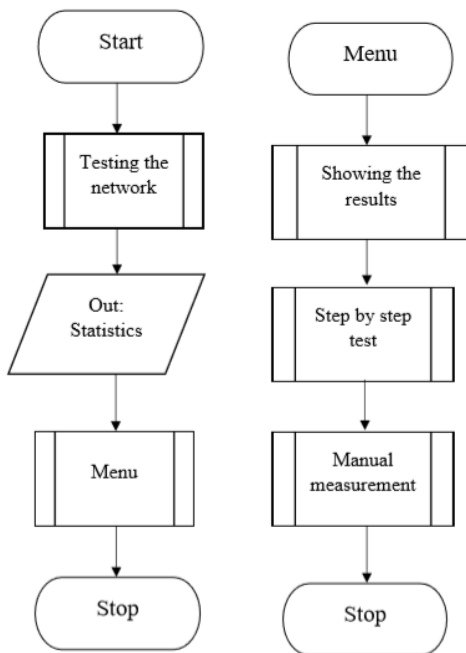 Start
Testing the
network
Out:
Statistics
Menu
Stop
Menu
Showing the
results
Step by step
test
Manual
measurement
Stop